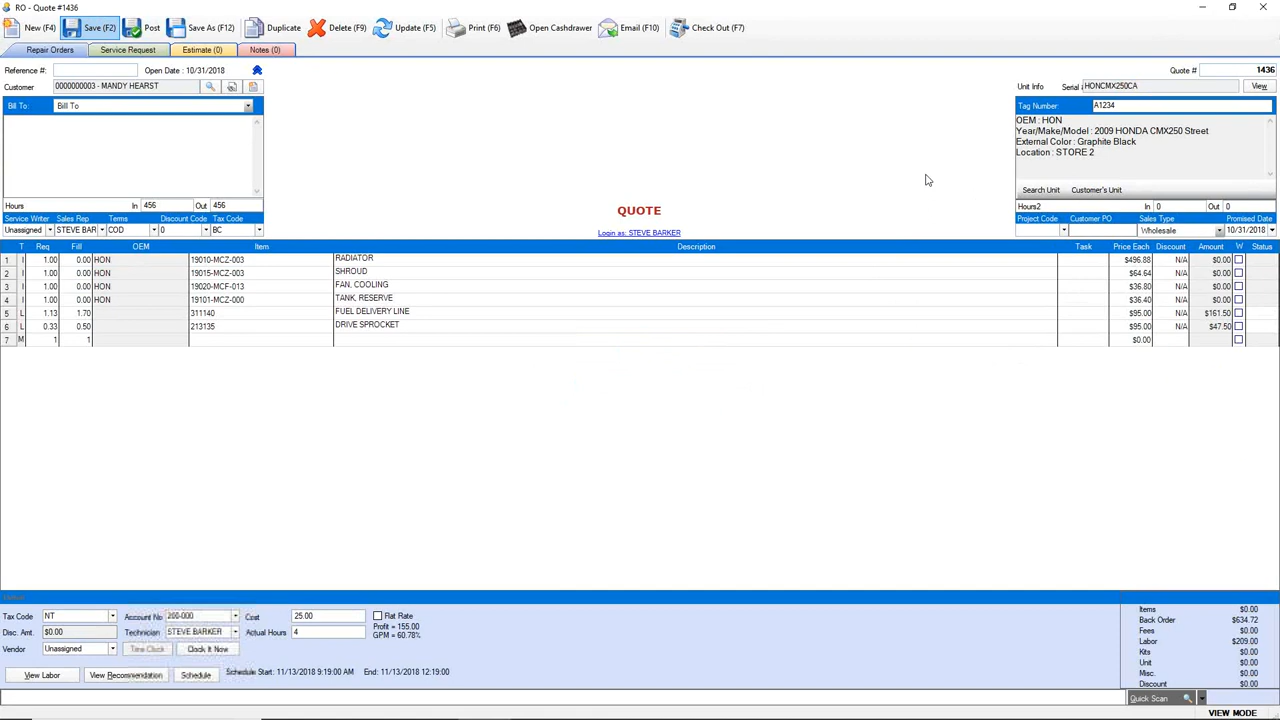 RO - Quote #1436
New (F4) Save (F2) Post Save As (F12) Duplicate Delete (F9) Update (F5) Print (F6) Open Cashdrawer Email (F10) Check Out (F7)
Repair Orders Service Request Estimate (0) Notes (0)
Reference #: Open Date : 10/31/2018 Quote # 1436
Customer 0000000003 - MANDY HEARST Unit Info Serial # HONCMX250CA View
Bill To: Bill To Tag Number: A1234
OEM : HON
Year/Make/Model : 2009 HONDA CMX250 Street
External Color : Graphite Black
Location : STORE 2
Search Unit Customer's Unit
Hours In 456 Out 456 QUOTE Hours2 In 0 Out 0
Service Writer Sales Rep Terms Discount Code Tax Code Project Code Customer PO Sales Type Promised Date
Unassigned STEVE BAR COD 0 BC Login as: STEVE BARKER Wholesale 10/31/2018
T Req Fill OEM Item Description Task Price Each Discount Amount W Status
1 I 1.00 0.00 HON 19010-MCZ-003 RADIATOR $496.88 N/A $0.00
2 I 1.00 0.00 HON 19015-MCZ-003 SHROUD $64.64 N/A $0.00
3 I 1.00 0.00 HON 19020-MCF-013 FAN, COOLING $36.80 N/A $0.00
4 I 1.00 0.00 HON 19101-MCZ-000 TANK, RESERVE $36.40 N/A $0.00
5 L 1.13 1.70 311140 FUEL DELIVERY LINE $95.00 N/A $161.50
6 L 0.33 0.50 213135 DRIVE SPROCKET $95.00 N/A $47.50
7 M 1 1 $0.00
Tax Code NT Account No 200-000 Cost 25.00 Flat Rate
Disc. Amt. $0.00 Technician STEVE BARKER Actual Hours 4 Profit = 155.00
GPM = 60.78%
Vendor Unassigned Time Clock Clock It Now
View Labor View Recommendation Schedule Schedule Start: 11/13/2018 9:19:00 AM End: 11/13/2018 12:19:00
Items $0.00
Back Order $634.72
Fees $0.00
Labor $209.00
Kits $0.00
Unit $0.00
Misc. $0.00
Discount $0.00
Quick Scan
VIEW MODE